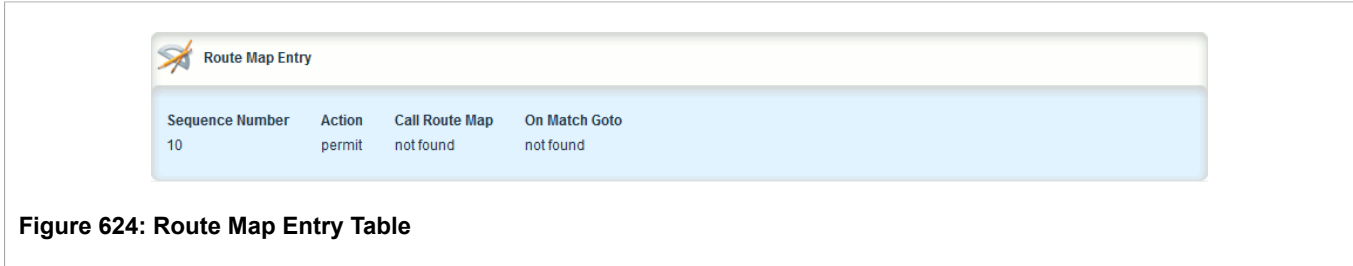 Route Map Entry
Sequence Number Action Call Route Map On Match Goto
10 permit not found not found
Figure 624: Route Map Entry Table